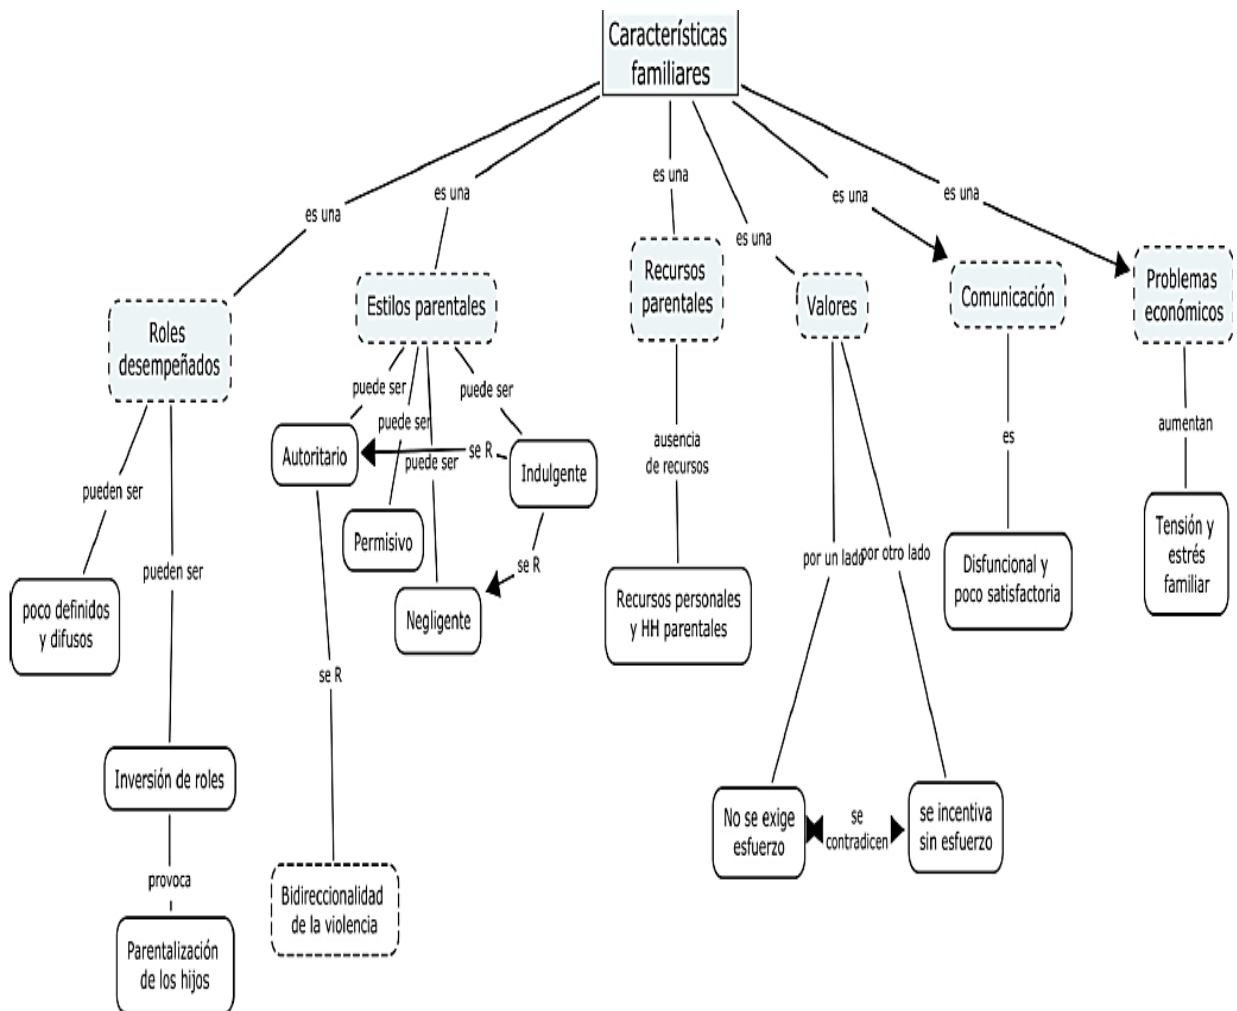 Características
familiares
es una
es una
es una
es una
es una
es una
Roles
desempeñados
Estilos parentales
Recursos
parentales
Valores
Comunicación
Problemas
económicos
pueden ser
pueden ser
puede ser
puede ser
puede ser
puede ser
Autoritario
se R
Indulgente
Permisivo
se R
Negligente
ausencia
de recursos
Recursos personales
y HH parentales
por un lado
por otro lado
es
Disfuncional y
poco satisfactoria
aumentan
Tensión y
estrés
familiar
poco definidos
y difusos
Inversión de roles
provoca
Parentalización
de los hijos
se R
Bidireccionalidad
de la violencia
No se exige
esfuerzo
se
contradicen
se incentiva
sin esfuerzo